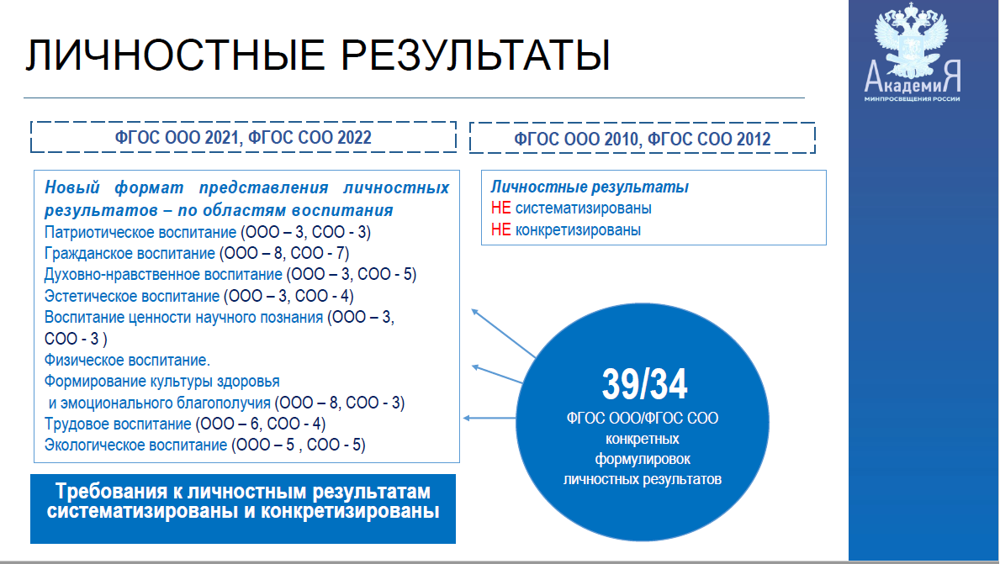 ЛИЧНОСТНЫЕ РЕЗУЛЬТАТЫ
АкадемиЯ
МИНПРОСВЕЩЕНИЯ РОССИИ
ФГОС ООО 2021, ФГОС СОО 2022
Новый формат представления личностных
результатов – по областям воспитания
Патриотическое воспитание (ООО – 3, СОО - 3)
Гражданское воспитание (ООО – 8, СОО - 7)
Духовно-нравственное воспитание (ООО – 3, СОО - 5)
Эстетическое воспитание (ООО – 3, СОО - 4)
Воспитание ценности научного познания (ООО – 3,
СОО - 3 )
Физическое воспитание.
Формирование культуры здоровья
и эмоционального благополучия (ООО – 8, СОО - 3)
Трудовое воспитание (ООО – 6, СОО - 4)
Экологическое воспитание (ООО – 5 , СОО - 5)
Требования к личностным результатам
систематизированы и конкретизированы
ФГОС ООО 2010, ФГОС СОО 2012
Личностные результаты
НЕ систематизированы
НЕ конкретизированы
39/34
ФГОС ООО/ФГОС СОО
конкретных
формулировок
личностных результатов